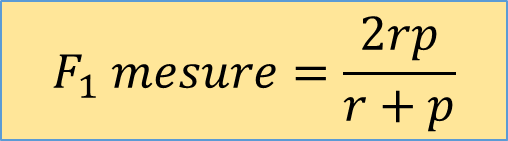 F₁ mesure = 2rp / r + p